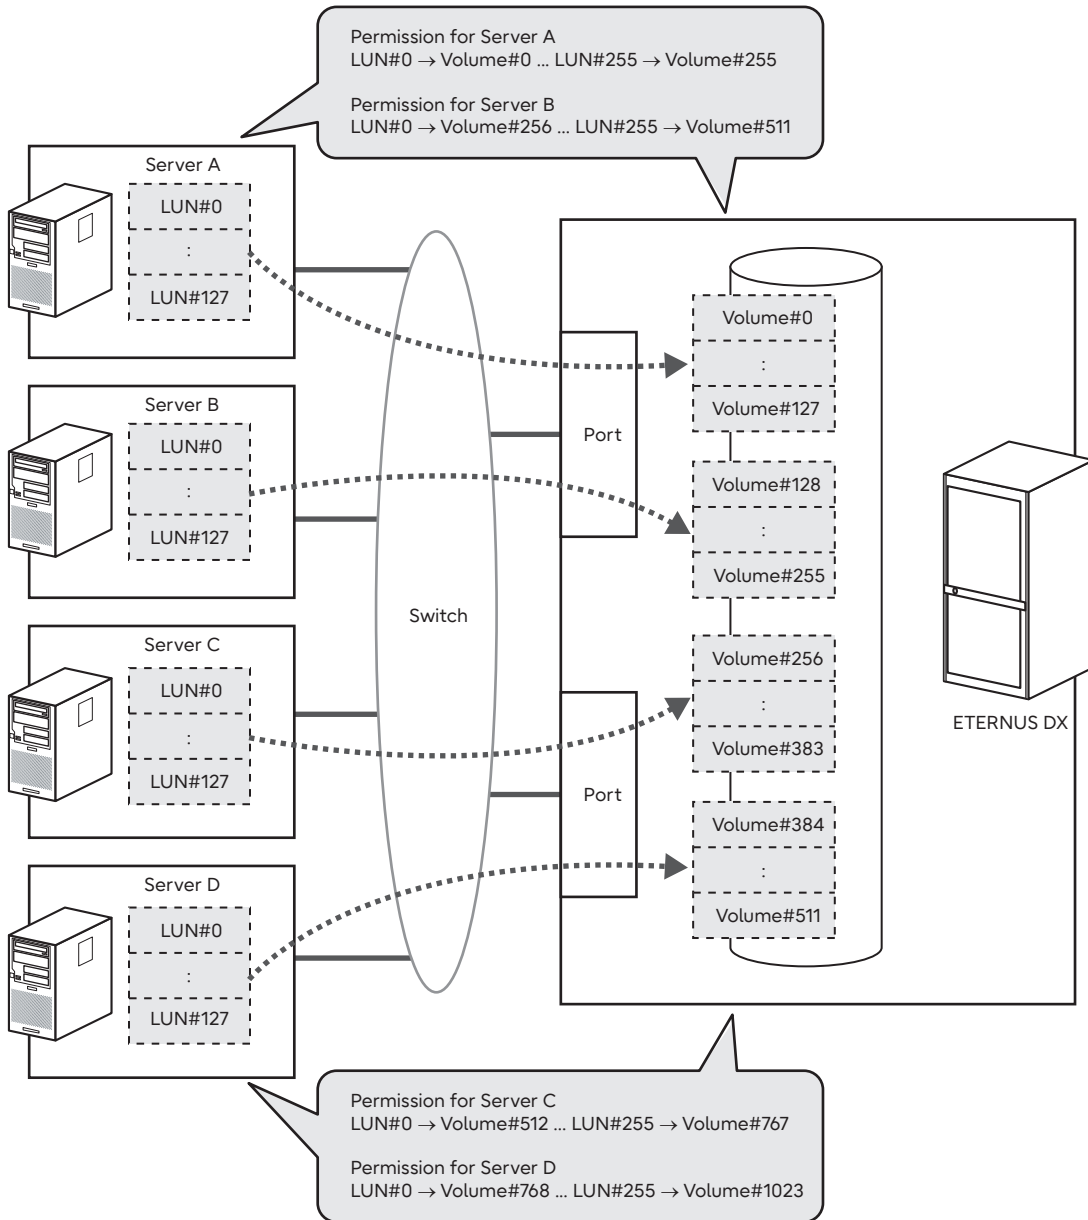 Permission for Server A
LUN#0 → Volume#0 ... LUN#255 → Volume#255
Permission for Server B
LUN#0 → Volume#256 ... LUN#255 → Volume#511
Server A
LUN#0
:
LUN#127
Server B
LUN#0
:
LUN#127
Server C
LUN#0
:
LUN#127
Server D
LUN#0
:
LUN#127
Switch
Port
Port
Volume#0
:
Volume#127
Volume#128
:
Volume#255
Volume#256
:
Volume#383
Volume#384
:
Volume#511
ETERNUS DX
Permission for Server C
LUN#0 → Volume#512 ... LUN#255 → Volume#767
Permission for Server D
LUN#0 → Volume#768 ... LUN#255 → Volume#1023